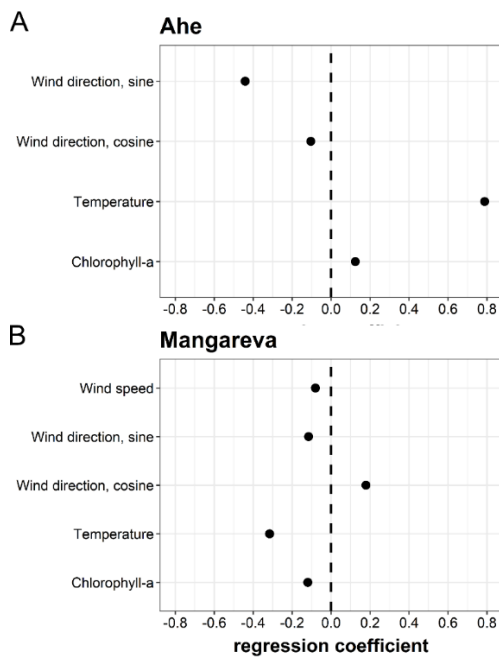 A
Ahe
Wind direction, sine
Wind direction, cosine
Temperature
Chlorophyll-a
-0.8 -0.6 -0.4 -0.2 0.0 0.2 0.4 0.6 0.8
B
Mangareva
Wind speed
Wind direction, sine
Wind direction, cosine
Temperature
Chlorophyll-a
-0.8 -0.6 -0.4 -0.2 0.0 0.2 0.4 0.6 0.8
regression coefficient